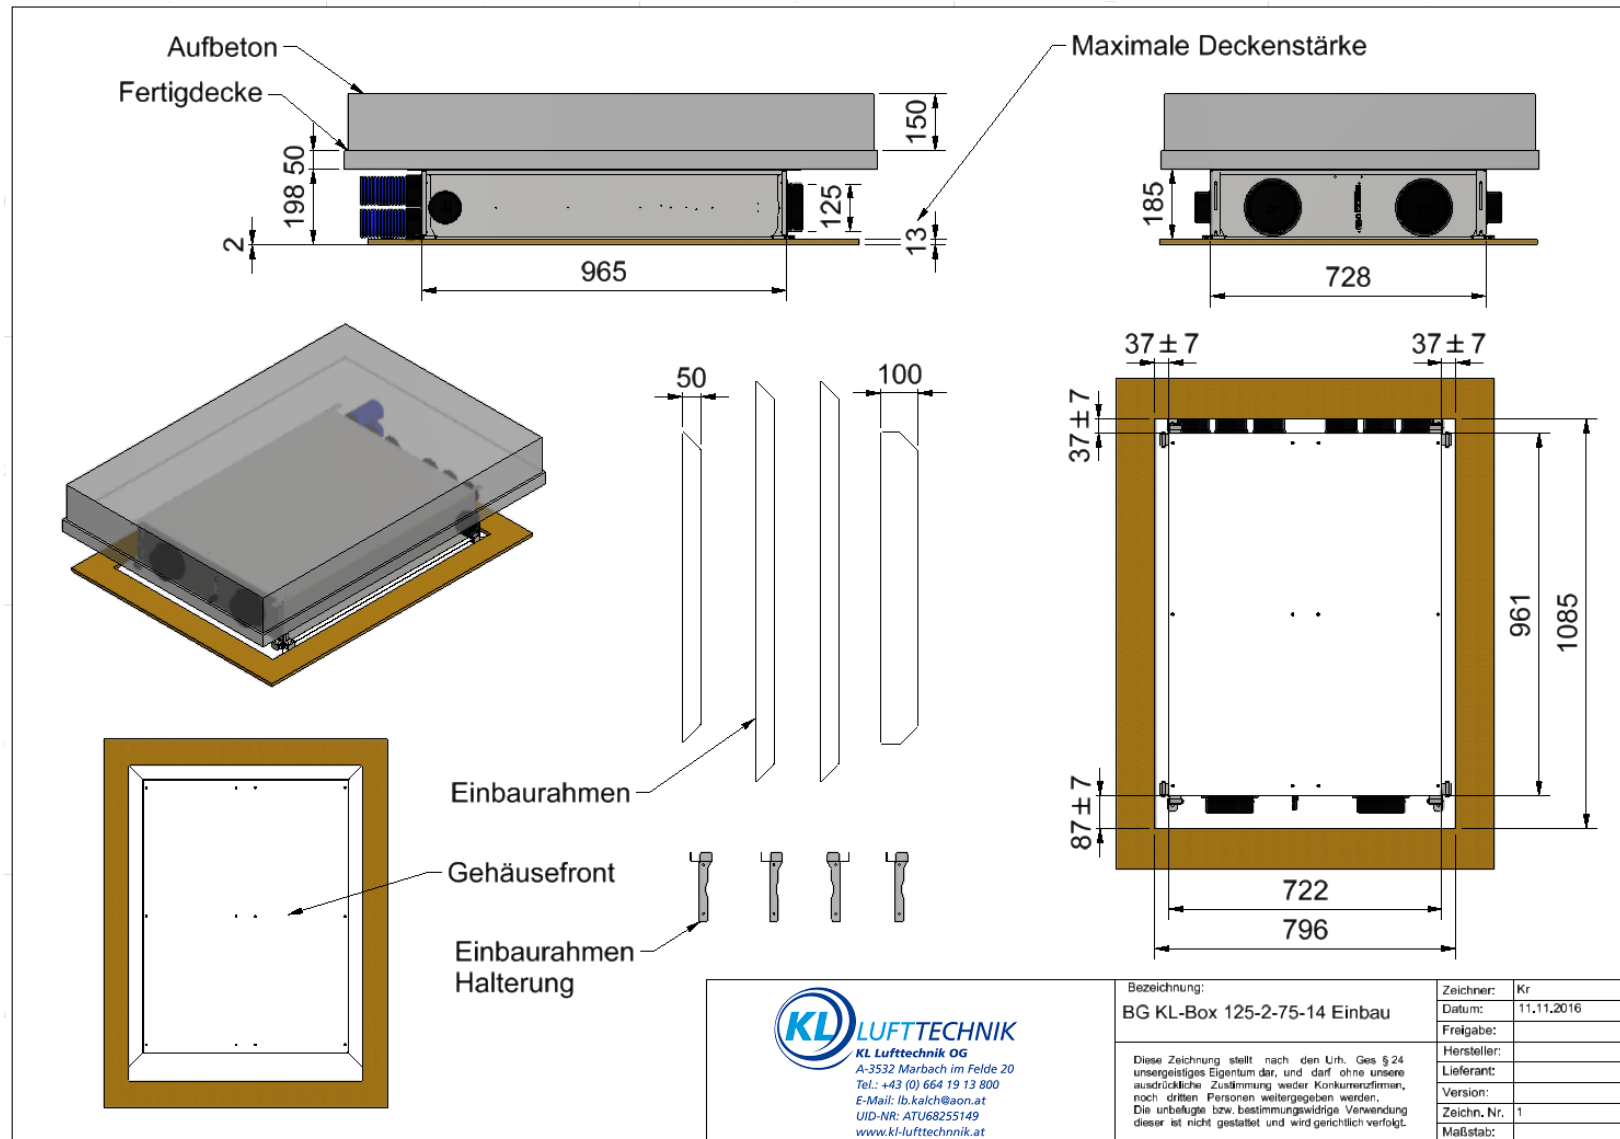 Aufbeton
Maximale Deckenstärke
Fertigdecke
150
50
198
2
125
13
965
185
728
37 ± 7
37 ± 7
50
100
37 ± 7
961
1085
Einbaurahmen
87 ± 7
Gehäusefront
722
796
Einbaurahmen
Halterung
KL LUFTTECHNIK
KL Lufttechnik OG
A-3532 Marbach im Felde 20
Tel.: +43 (0) 664 19 13 800
E-Mail: lb.kalch@aon.at
UID-NR: ATU68255149
www.kl-lufttechnnik.at
Bezeichnung:
BG KL-Box 125-2-75-14 Einbau
Diese Zeichnung stellt nach den Urh. Ges § 24
unsergeistiges Eigentum dar, und darf ohne unsere
ausdrückliche Zustimmung weder Konkurrenzfirmen,
noch dritten Personen weitergegeben werden.
Die unbefugte bzw. bestimmungswidrige Verwendung
dieser ist nicht gestattet und wird gerichtlich verfolgt.
Zeichner: Kr
Datum: 11.11.2016
Freigabe:
Hersteller:
Lieferant:
Version:
Zeichn. Nr. 1
Maßstab: